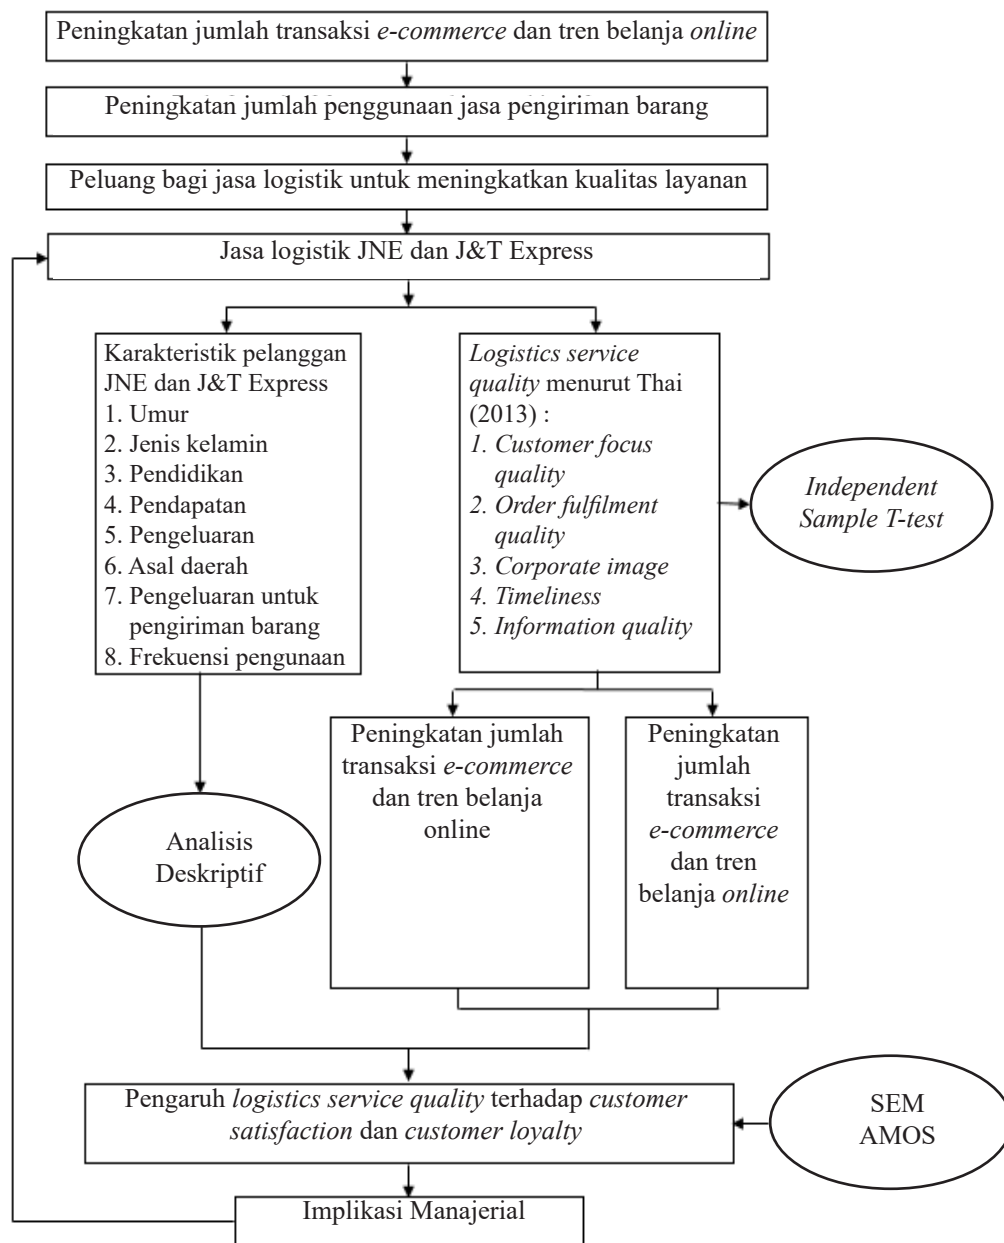 Peningkatan jumlah transaksi e-commerce dan tren belanja online
Peningkatan jumlah penggunaan jasa pengiriman barang
Peluang bagi jasa logistik untuk meningkatkan kualitas layanan
Jasa logistik JNE dan J&T Express
Karakteristik pelanggan
JNE dan J&T Express
1. Umur
2. Jenis kelamin
3. Pendidikan
4. Pendapatan
5. Pengeluaran
6. Asal daerah
7. Pengeluaran untuk
pengiriman barang
8. Frekuensi pengunaan
Logistics service
quality menurut Thai
(2013) :
1. Customer focus
quality
2. Order fulfilment
quality
3. Corporate image
4. Timeliness
5. Information quality
Independent
Sample T-test
Peningkatan jumlah
transaksi e-commerce
dan tren belanja
online
Peningkatan
jumlah
transaksi
e-commerce
dan tren
belanja online
Analisis
Deskriptif
Pengaruh logistics service quality terhadap customer
satisfaction dan customer loyalty
SEM
AMOS
Implikasi Manajerial